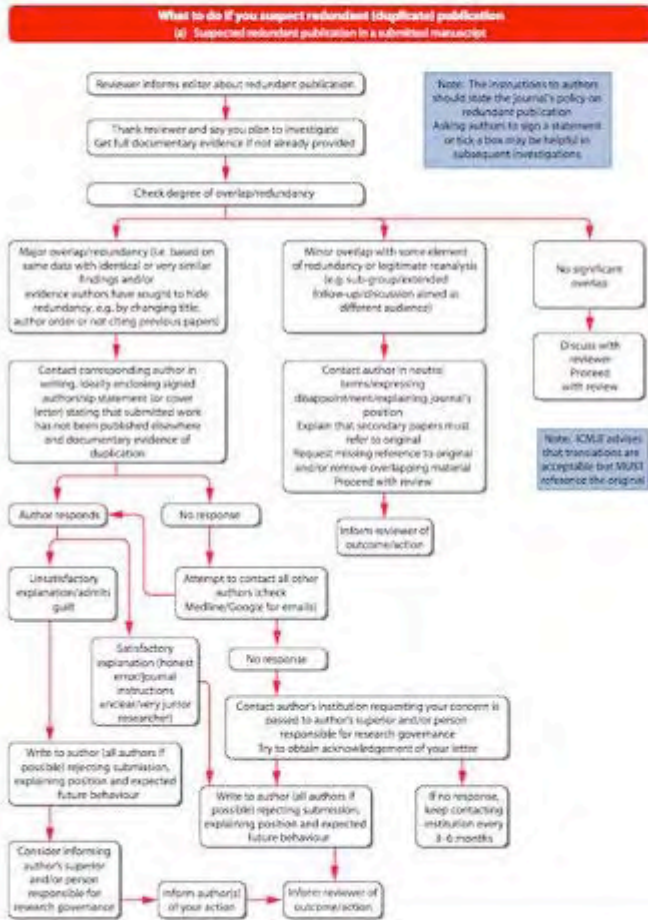 What to do if you suspect redundant (duplicate) publication
(a) Suspected redundant publication in a submitted manuscript
Reviewer informs editor about redundant publication
Thank reviewer and say you plan to investigate
Get full documentary evidence if not already provided
Note: The instructions to authors
should state the journal's policy on
redundant publication
Asking authors to sign a statement
or tick a box may be helpful in
subsequent investigations
Check degree of overlap/redundancy
Major overlap/redundancy (i.e. based on
same data with identical or very similar
findings and/or
evidence authors have sought to hide
redundancy, e.g. by changing title,
author order or not citing previous papers)
Minor overlap with some element
of redundancy or legitimate reanalysis
(e.g. sub-group/extended
follow-up/discussion aimed at
different audience)
No significant
overlap
Contact corresponding author in
writing, ideally enclosing signed
authorship statement (or cover
letter) stating that submitted work
has not been published elsewhere
and documentary evidence of
duplication
Contact author in neutral
terms/expressing
disappointment/explaining journal's
position
Explain that secondary papers must
refer to original
Request missing reference to original
and/or remove overlapping material
Proceed with review
Discuss with
reviewer
Proceed
with review
Note: ICMJE advises
that translations are
acceptable but MUST
reference the original
Author responds
No response
Inform reviewer of
outcome/action
Unsatisfactory
explanation/admits
guilt
Attempt to contact all other
authors (check
Medline/Google for emails)
Satisfactory
explanation (honest
error/journal
instructions
unclear/very junior
researcher)
No response
Contact author's institution requesting your concern is
passed to author's superior and/or person
responsible for research governance
Try to obtain acknowledgement of your letter
Write to author (all authors if
possible) rejecting submission,
explaining position and expected
future behaviour
Write to author (all authors if
possible) rejecting submission,
explaining position and expected
future behaviour
If no response,
keep contacting
institution every
3–6 months
Consider informing
author's superior
and/or person
responsible for
research governance
Inform author(s)
of your action
Inform reviewer of
outcome/action